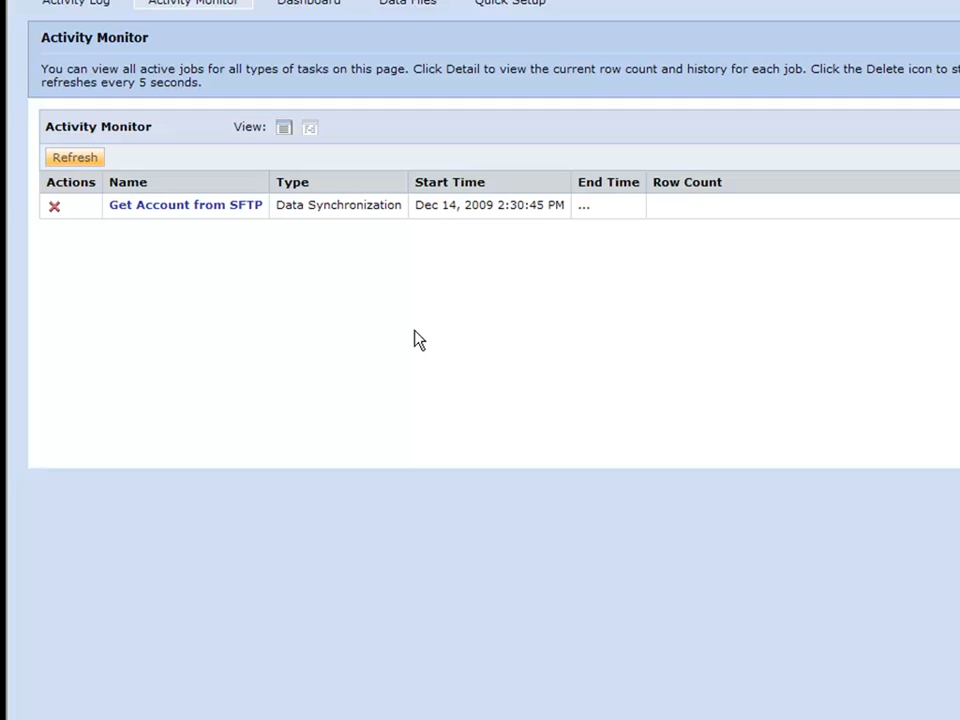 Activity Log Activity Monitor Dashboard Data Files Quick Setup
Activity Monitor
You can view all active jobs for all types of tasks on this page. Click Detail to view the current row count and history for each job. Click the Delete icon to st
refreshes every 5 seconds.
Activity Monitor View:
Refresh
Actions Name Type Start Time End Time Row Count
Get Account from SFTP Data Synchronization Dec 14, 2009 2:30:45 PM ...